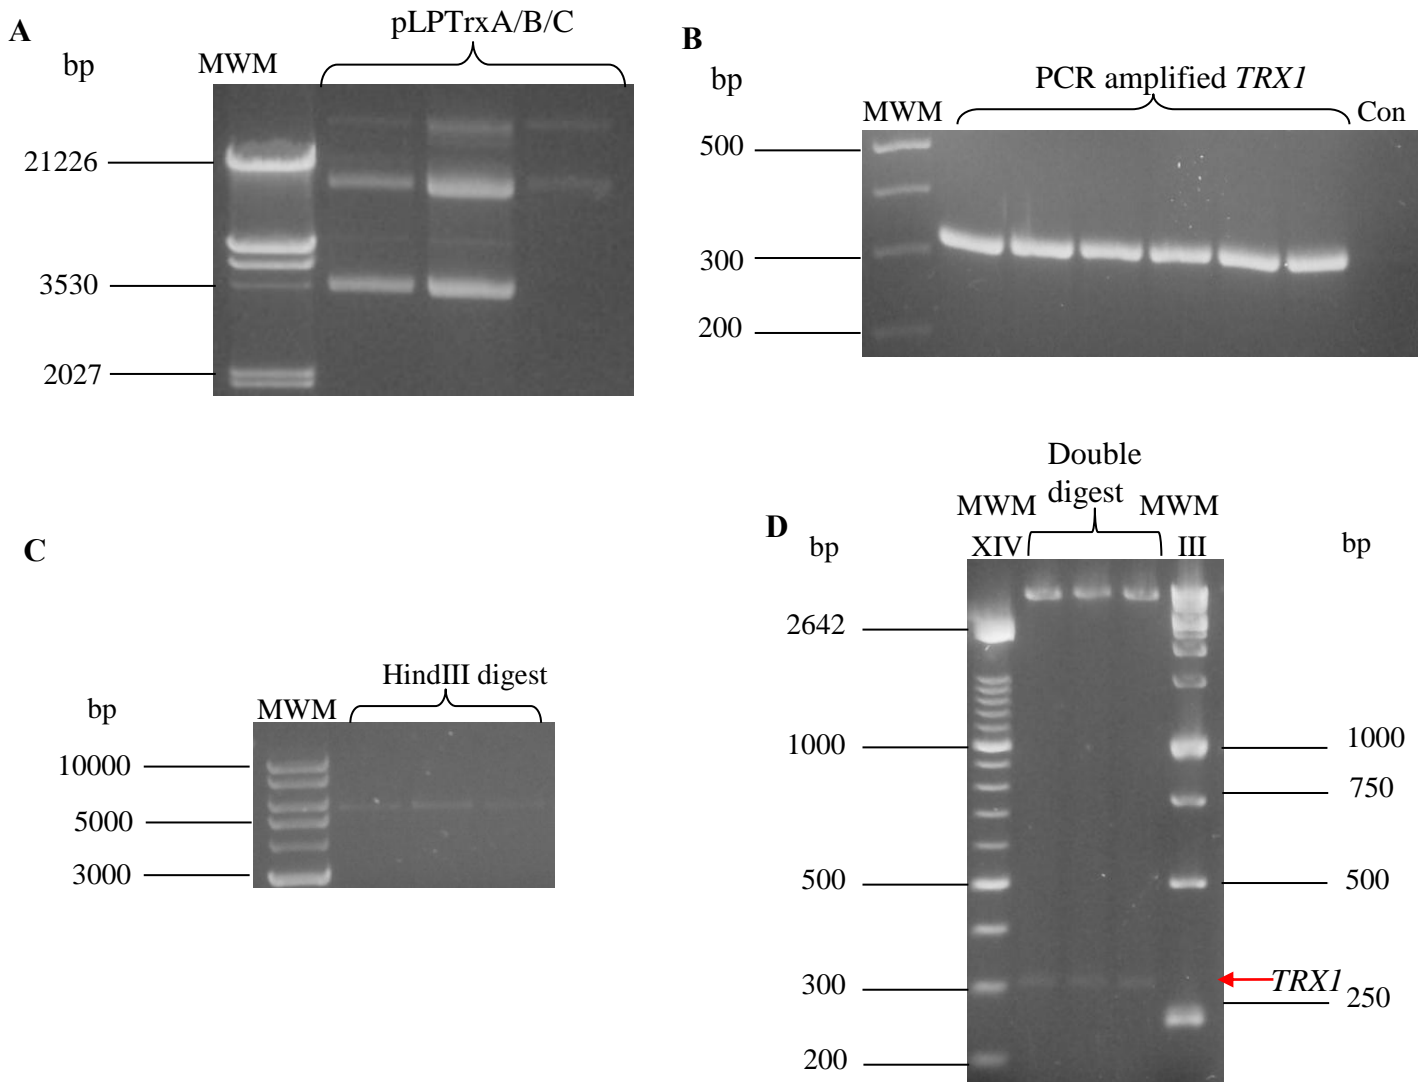 A
pLPTrxA/B/C
bp
MWM
21226
3530
2027
B
bp
PCR amplified TRX1
MWM
Con
500
300
200
C
HindIII digest
bp
MWM
10000
5000
3000
D
Double
digest
MWM
MWM
bp
XIV
III
bp
2642
1000
500
300
200
1000
750
500
TRX1
250